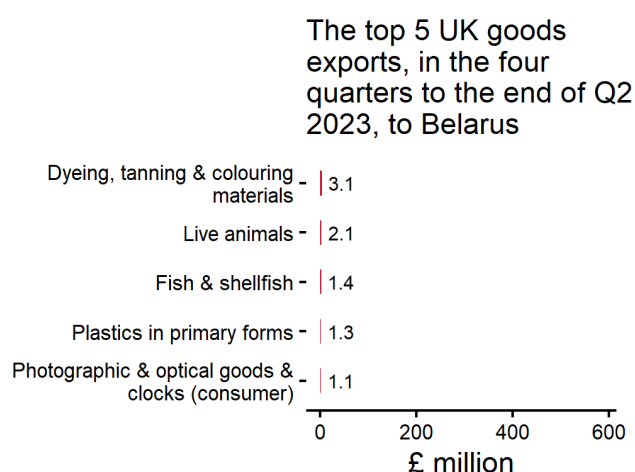 The top 5 UK goods
exports, in the four
quarters to the end of Q2
2023, to Belarus
Dyeing, tanning & colouring
materials
3.1
Live animals
2.1
Fish & shellfish
1.4
Plastics in primary forms
1.3
Photographic & optical goods &
clocks (consumer)
1.1
0 200 400 600
£ million